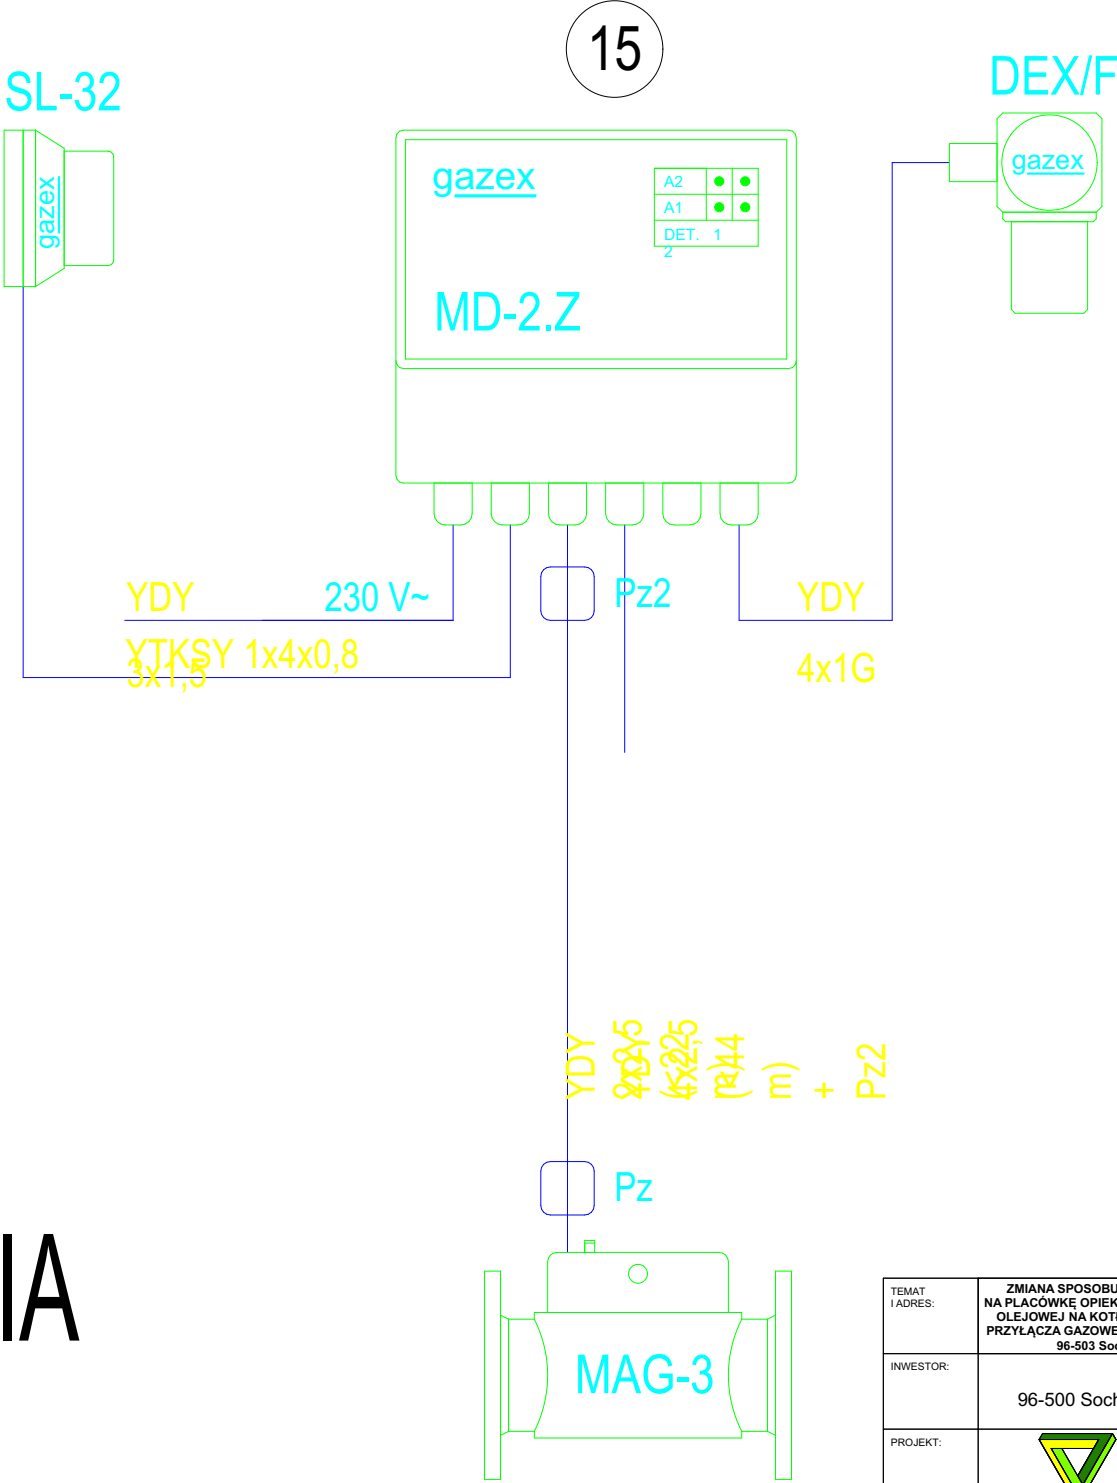 15
SL-32
DEX/F
gazex
gazex
gazex
A2
A1
DET. 1
2
MD-2.Z
YDY
230 V~
Pz2
YDY
YTKSY 1x4x0,8
3x1,5
4x1G
YDY
4x2,5
m)
+
Pz2
Pz
IA
MAG-3
TEMAT
I ADRES:
ZMIANA SPOSOBU
NA PLACÓWKĘ OPIEK
OLEJOWEJ NA KOT
PRZYŁĄCZA GAZOWE
96-503 Soc
INWESTOR:
96-500 Soch
PROJEKT: